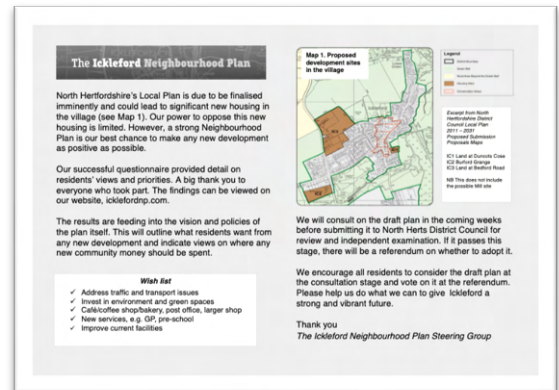 The Ickleford Neighbourhood Plan
North Hertfordshire's Local Plan is due to be finalised
imminently and could lead to significant new housing in
the village (see Map 1). Our power to oppose this new
housing is limited. However, a strong Neighbourhood
Plan is our best chance to make any new development
as positive as possible.
Our successful questionnaire provided detail on
residents' views and priorities. A big thank you to
everyone who took part. The findings can be viewed on
our website, icklefordnp.com.
The results are feeding into the vision and policies of
the plan itself. This will outline what residents want from
any new development and indicate views on where any
new community money should be spent.
Wish list
✓ Address traffic and transport issues
✓ Invest in environment and green spaces
✓ Café/coffee shop/bakery, post office, larger shop
✓ New services, e.g. GP, pre-school
✓ Improve current facilities
Map 1. Proposed
development sites
in the village
Legend
Excerpt from North
Hertfordshire District
Council Local Plan
2011 – 2031
Proposed Submission
Proposals Maps
IC1 Land at Duncots Close
IC2 Burford Grange
IC3 Land at Bedford Road
NB This does not include
the possible Mill site
We will consult on the draft plan in the coming weeks
before submitting it to North Herts District Council for
review and independent examination. If it passes this
stage, there will be a referendum on whether to adopt it.
We encourage all residents to consider the draft plan at
the consultation stage and vote on it at the referendum.
Please help us do what we can to give Ickleford a
strong and vibrant future.
Thank you
The Ickleford Neighbourhood Plan Steering Group